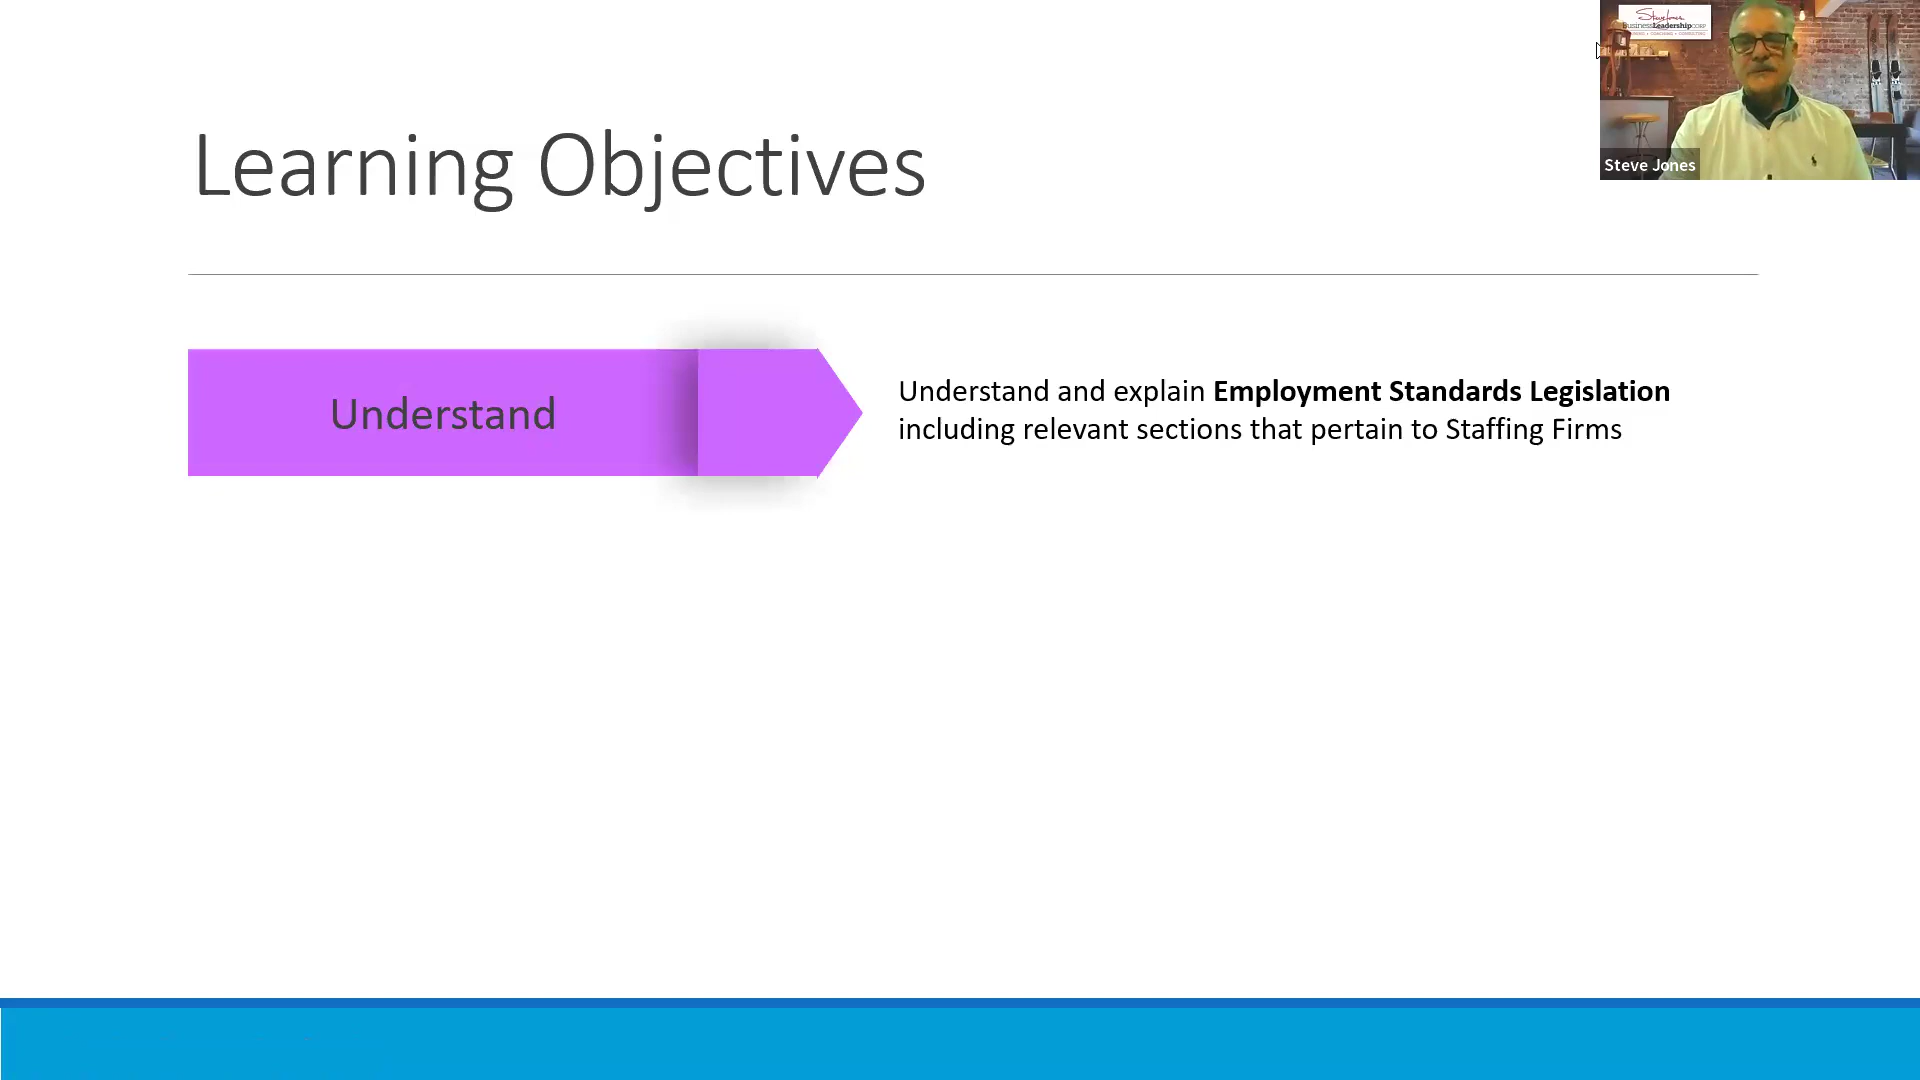 Learning Objectives
Steve Jones
BusinessLeadershipCORP
Understand
Understand and explain Employment Standards Legislation
including relevant sections that pertain to Staffing Firms